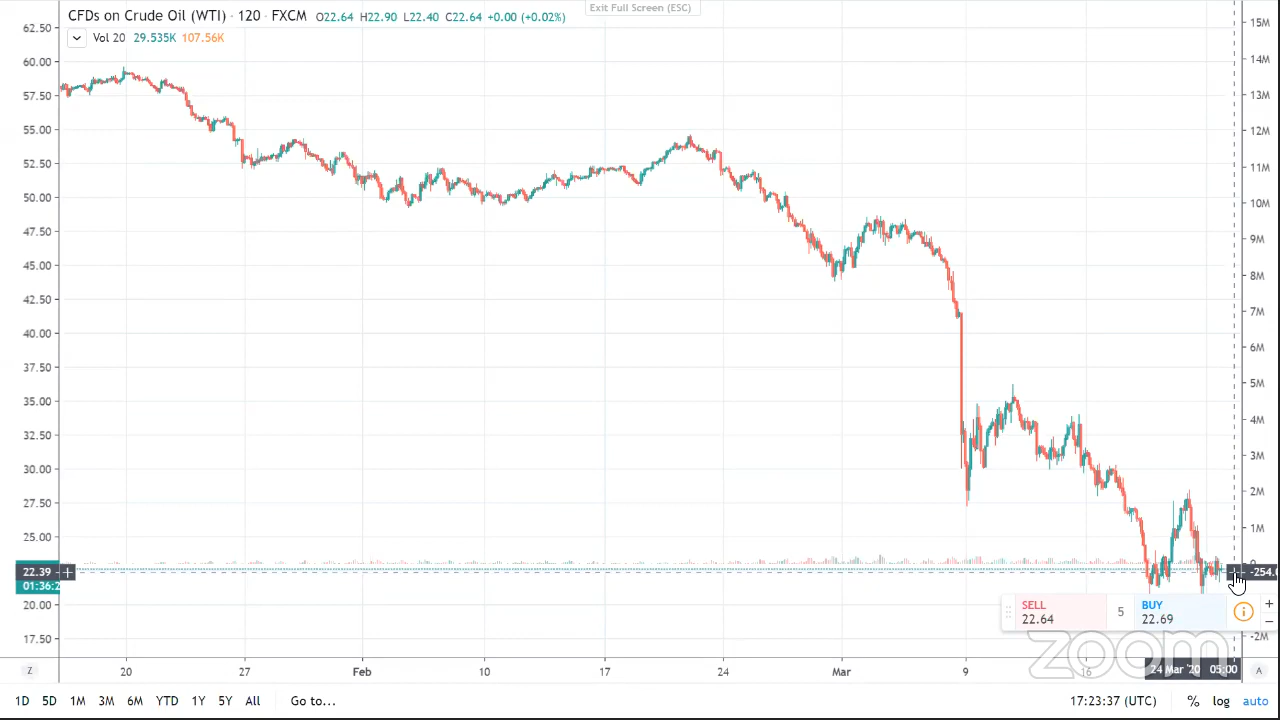 CFDs on Crude Oil (WTI) · 120 · FXCM O22.64 H22.90 L22.40 C22.64 +0.00 (+0.02%)
Exit Full Screen (ESC)
Vol 20 29.535K 107.56K
62.50
60.00
57.50
55.00
52.50
50.00
47.50
45.00
42.50
40.00
37.50
35.00
32.50
30.00
27.50
25.00
22.39
01:36:2
20.00
17.50
15M
14M
13M
12M
11M
10M
9M
8M
7M
6M
5M
4M
3M
2M
1M
-254.
-2M
SELL
22.64
5
BUY
22.69
zoom
Z 20 27 Feb 10 17 24 Mar 9 16 24 Mar '20 05:00 A
1D 5D 1M 3M 6M YTD 1Y 5Y All Go to... 17:23:37 (UTC) % log auto